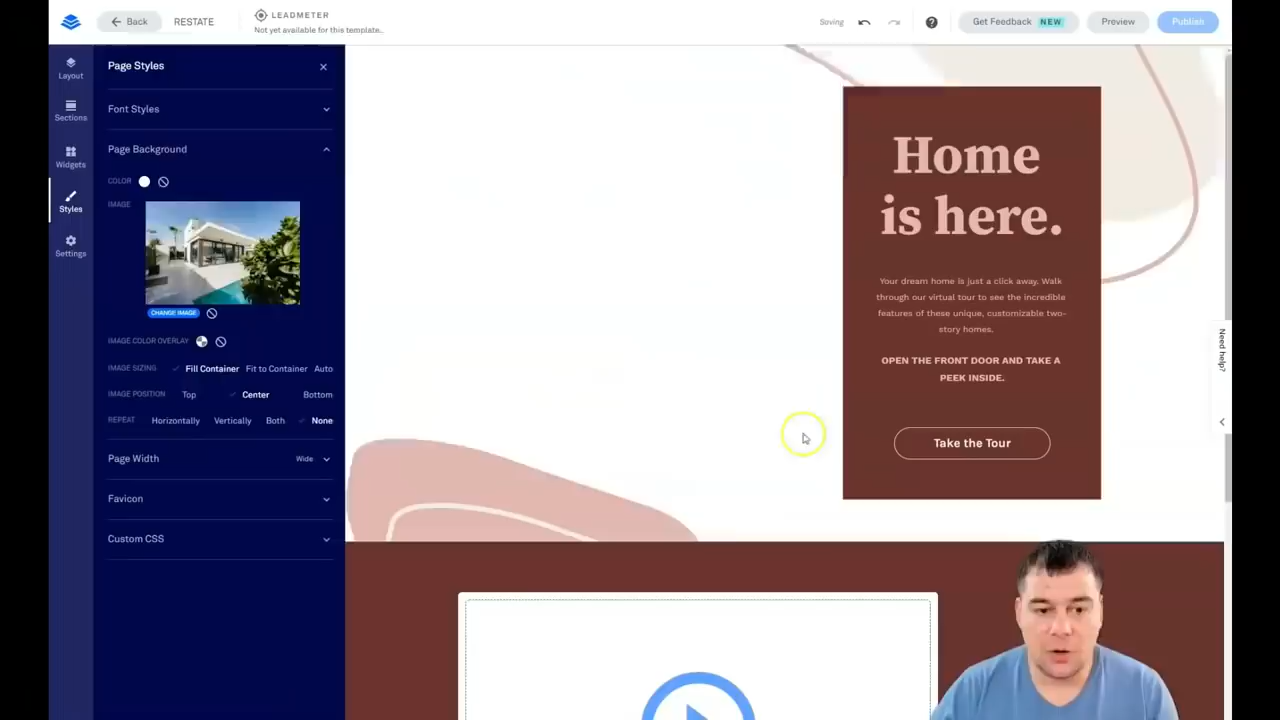 Back
RESTATE
LEADMETER
Not yet available for this template..
Saving
Get Feedback NEW
Preview
Publish
Layout
Sections
Widgets
Styles
Settings
Page Styles
Font Styles
Page Background
COLOR
IMAGE
CHANGE IMAGE
IMAGE COLOR OVERLAY
IMAGE SIZING Fill Container Fit to Container Auto
IMAGE POSITION Top Center Bottom
REPEAT Horizontally Vertically Both None
Page Width Wide
Favicon
Custom CSS
Home
is here.
Your dream home is just a click away. Walk
through our virtual tour to see the incredible
features of these unique, customizable two-
story homes.
OPEN THE FRONT DOOR AND TAKE A
PEEK INSIDE.
Take the Tour
Need help?